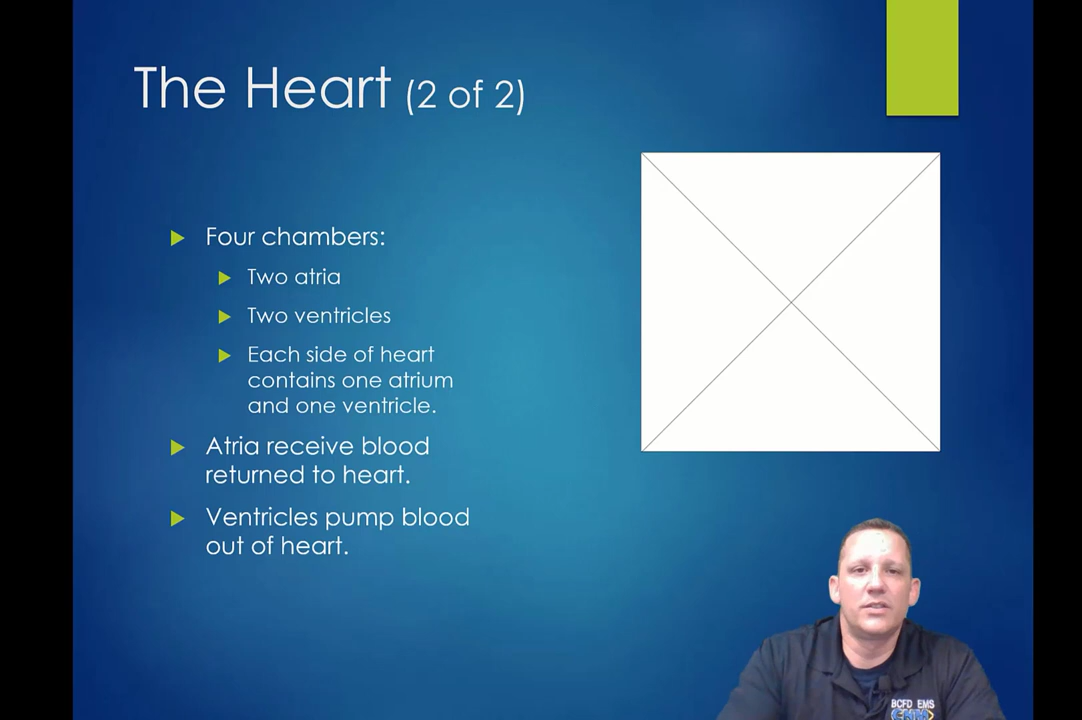 The Heart (2 of 2)
Four chambers:
Two atria
Two ventricles
Each side of heart
contains one atrium
and one ventricle.
Atria receive blood
returned to heart.
Ventricles pump blood
out of heart.
BCFD EMS